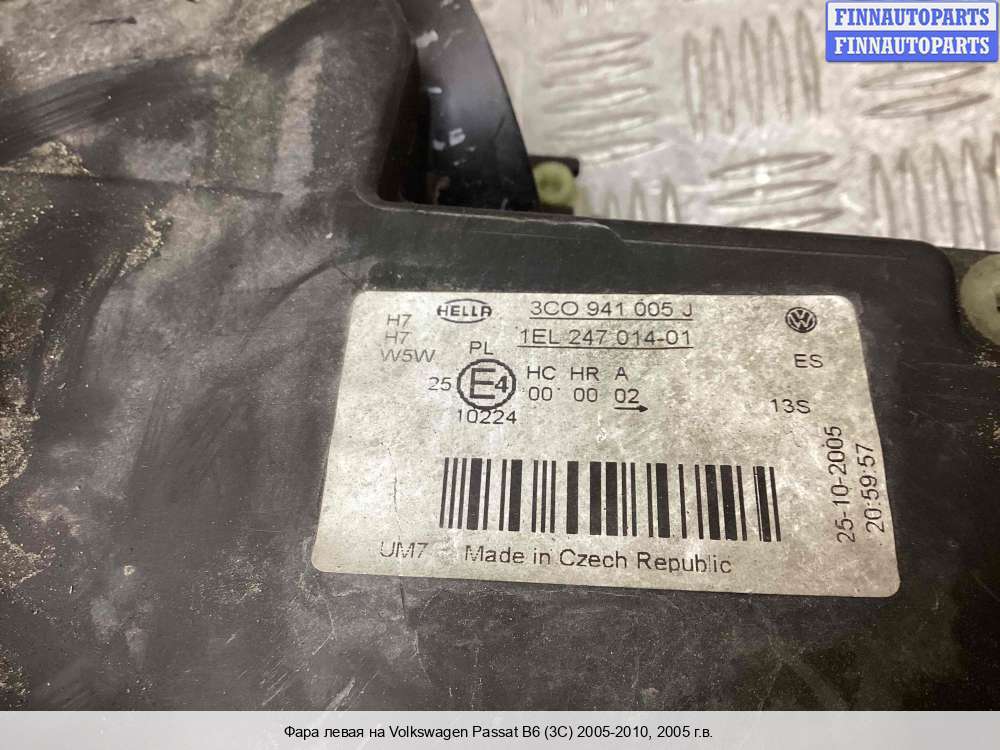 FINNAUTOPARTS
FINNAUTOPARTS
HELLA
3CO 941 005 J
1EL 247 014-01
H7
H7
W5W
PL
ES
25 E4
HC HR A
00 00 02
10224
13S
25-10-2005
20:59:57
UM7
Made in Czech Republic
Фара левая на Volkswagen Passat B6 (3C) 2005-2010, 2005 г.в.